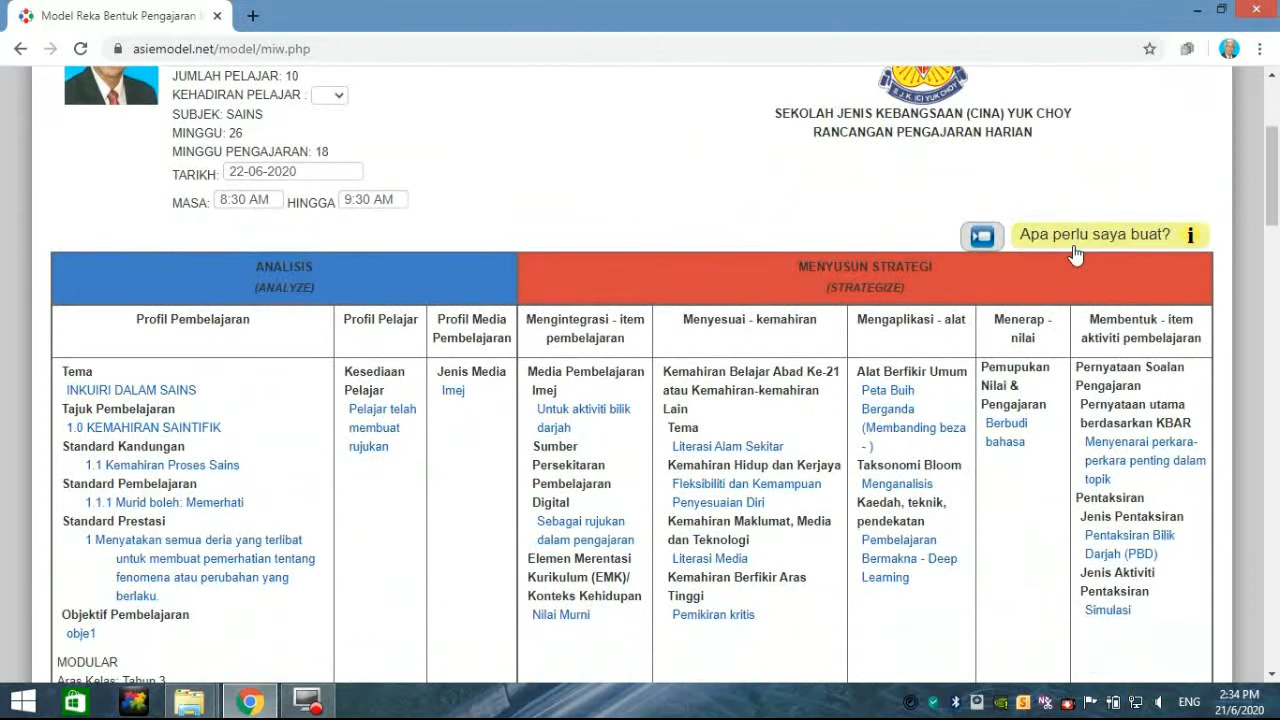 Model Reka Bentuk Pengajaran
asiemodel.net/model/miw.php
JUMLAH PELAJAR: 10
KEHADIRAN PELAJAR :
SUBJEK: SAINS
MINGGU: 26
MINGGU PENGAJARAN: 18
TARIKH: 22-06-2020
MASA: 8:30 AM HINGGA 9:30 AM
S.J.K. (C) YUK CHOY
SEKOLAH JENIS KEBANGSAAN (CINA) YUK CHOY
RANCANGAN PENGAJARAN HARIAN
Apa perlu saya buat? i
ANALISIS
(ANALYZE)
MENYUSUN STRATEGI
(STRATEGIZE)
Profil Pembelajaran
Profil Pelajar
Profil Media
Pembelajaran
Mengintegrasi - item
pembelajaran
Menyesuai - kemahiran
Mengaplikasi - alat
Menerap -
nilai
Membentuk - item
aktiviti pembelajaran
Tema
INKUIRI DALAM SAINS
Tajuk Pembelajaran
1.0 KEMAHIRAN SAINTIFIK
Standard Kandungan
1.1 Kemahiran Proses Sains
Standard Pembelajaran
1.1.1 Murid boleh: Memerhati
Standard Prestasi
1 Menyatakan semua deria yang terlibat
untuk membuat pemerhatian tentang
fenomena atau perubahan yang
berlaku.
Objektif Pembelajaran
obje1
MODULAR
Aras Kelas: Tahun 3
Kesediaan
Pelajar
Pelajar telah
membuat
rujukan
Jenis Media
Imej
Media Pembelajaran
Imej
Untuk aktiviti bilik
darjah
Sumber
Persekitaran
Pembelajaran
Digital
Sebagai rujukan
dalam pengajaran
Elemen Merentasi
Kurikulum (EMK)/
Konteks Kehidupan
Nilai Murni
Kemahiran Belajar Abad Ke-21
atau Kemahiran-kemahiran
Lain
Tema
Literasi Alam Sekitar
Kemahiran Hidup dan Kerjaya
Fleksibiliti dan Kemampuan
Penyesuaian Diri
Kemahiran Maklumat, Media
dan Teknologi
Literasi Media
Kemahiran Berfikir Aras
Tinggi
Pemikiran kritis
Alat Berfikir Umum
Peta Buih
Berganda
(Membanding beza
- )
Taksonomi Bloom
Menganalisis
Kaedah, teknik,
pendekatan
Pembelajaran
Bermakna - Deep
Learning
Pemupukan
Nilai &
Pengajaran
Berbudi
bahasa
Pernyataan Soalan
Pengajaran
Pernyataan utama
berdasarkan KBAR
Menyenarai perkara-
perkara penting dalam
topik
Pentaksiran
Jenis Pentaksiran
Pentaksiran Bilik
Darjah (PBD)
Jenis Aktiviti
Pentaksiran
Simulasi
ENG
2:34 PM
21/6/2020